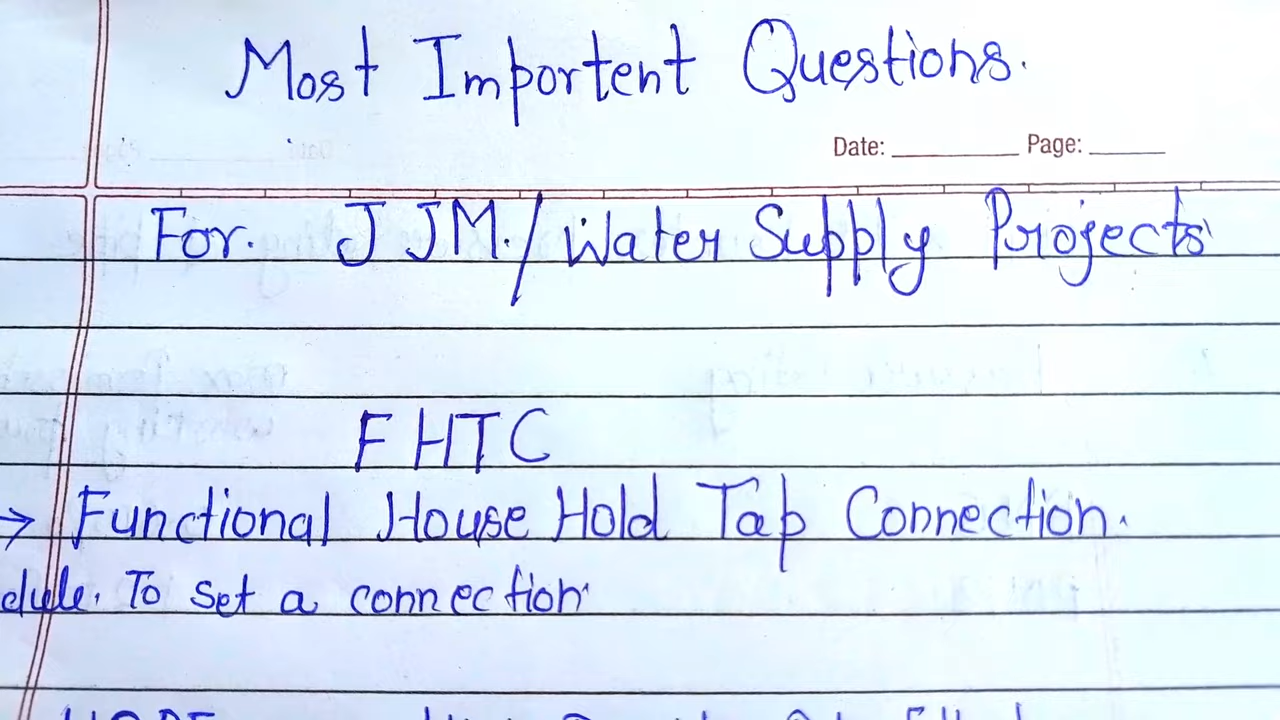 Most Importent Questions.
Date: Page:
For. JJM./Water Supply Projects
FHTC
→ Functional House Hold Tap Connection.
To set a connection